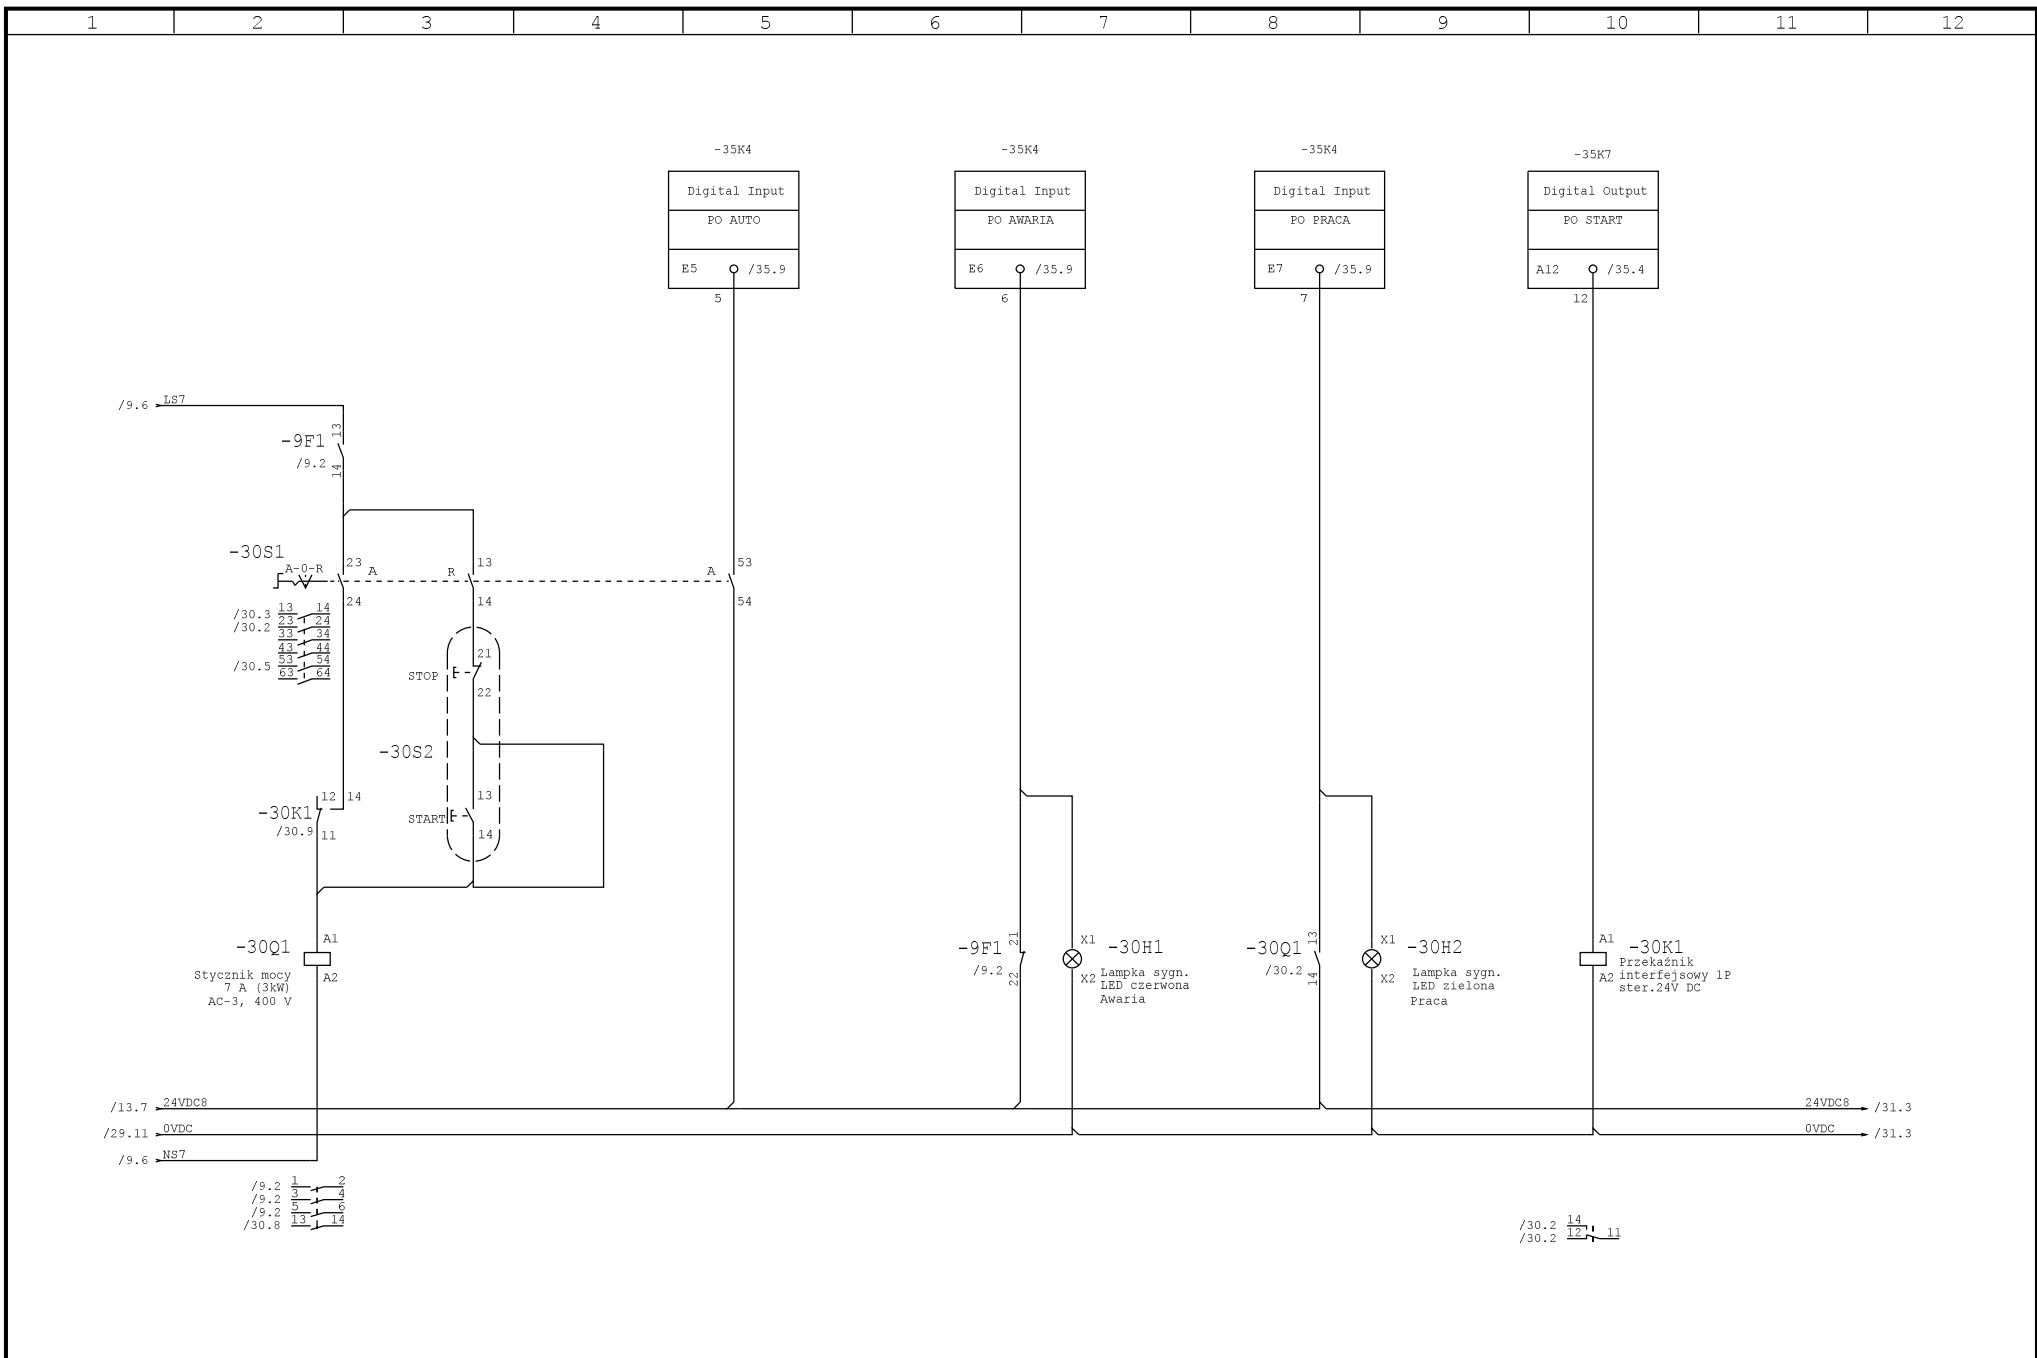 1 2 3 4 5 6 7 8 9 10 11 12
-35K4 -35K4 -35K4 -35K7
Digital Input Digital Input Digital Input Digital Output
PO AUTO PO AWARIA PO PRACA PO START
E5 /35.9 E6 /35.9 E7 /35.9 A12 /35.4
5 6 7 12
/9.6 LS7
13
-9F1
/9.2
14
-30S1
A-0-R
23 A
24
R 13
14
A 53
54
/30.3 13 14
/30.2 23 24
33 34
43 44
/30.5 53 54
63 64
21
STOP
22
-30S2
13
START
14
12 14
-30K1
/30.9 11
-30Q1 A1
A2
Stycznik mocy
7 A (3kW)
AC-3, 400 V
21
-9F1
/9.2
22
X1 -30H1
X2 Lampka sygn.
LED czerwona
Awaria
13
-30Q1
/30.2
14
X1 -30H2
X2 Lampka sygn.
LED zielona
Praca
A1 -30K1
Przekaźnik
A2 interfejsowy 1P
ster.24V DC
/13.7 24VDC8 24VDC8 /31.3
/29.11 0VDC 0VDC /31.3
/9.6 NS7
/9.2 1 2
/9.2 3 4
/9.2 5 6
/30.8 13 14
/30.2 14
/30.2 12 11